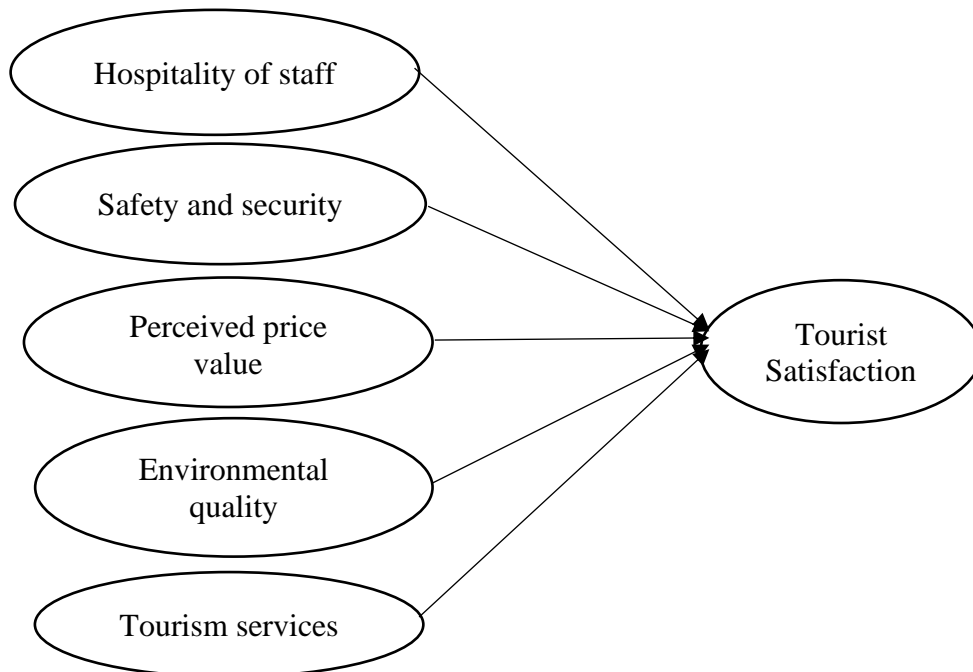 Hospitality of staff
Safety and security
Perceived price
value
Environmental
quality
Tourism services
Tourist
Satisfaction